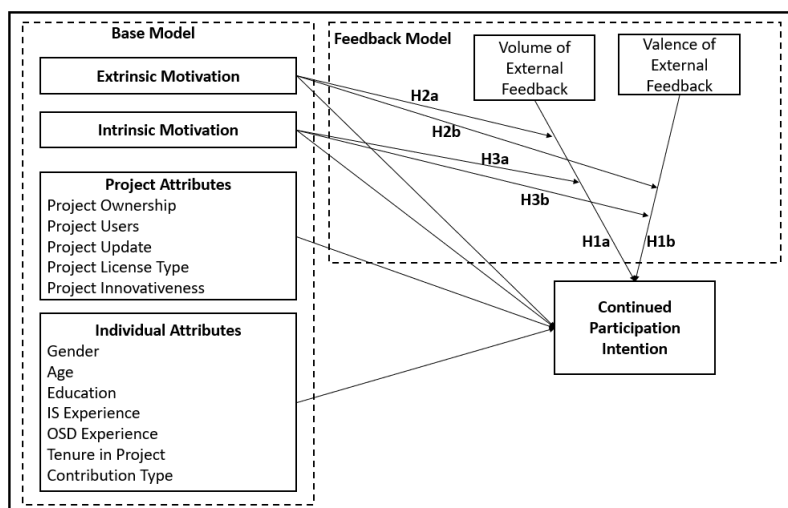 Base Model
Extrinsic Motivation
Intrinsic Motivation
Project Attributes
Project Ownership
Project Users
Project Update
Project License Type
Project Innovativeness
Individual Attributes
Gender
Age
Education
IS Experience
OSD Experience
Tenure in Project
Contribution Type
Feedback Model
Volume of
External
Feedback
Valence of
External
Feedback
H2a
H2b
H3a
H3b
H1a
H1b
Continued
Participation
Intention